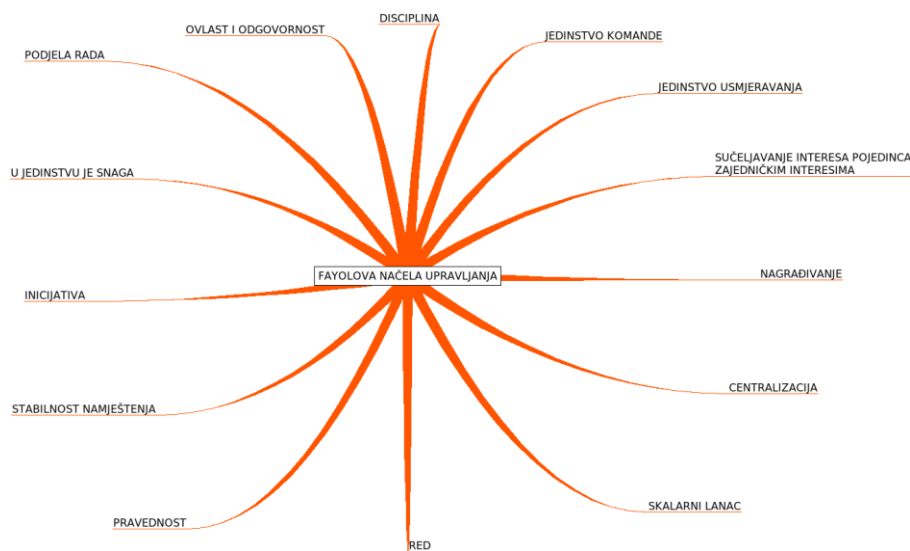 DISCIPLINA
OVLAST I ODGOVORNOST
JEDINSTVO KOMANDE
PODJELA RADA
JEDINSTVO USMJERAVANJA
SUČELJAVANJE INTERESA POJEDINCA
ZAJEDNIČKIM INTERESIMA
U JEDINSTVU JE SNAGA
FAYOLOVA NAČELA UPRAVLJANJA
NAGRAĐIVANJE
INICIJATIVA
CENTRALIZACIJA
STABILNOST NAMJEŠTENJA
SKALARNI LANAC
PRAVEDNOST
RED